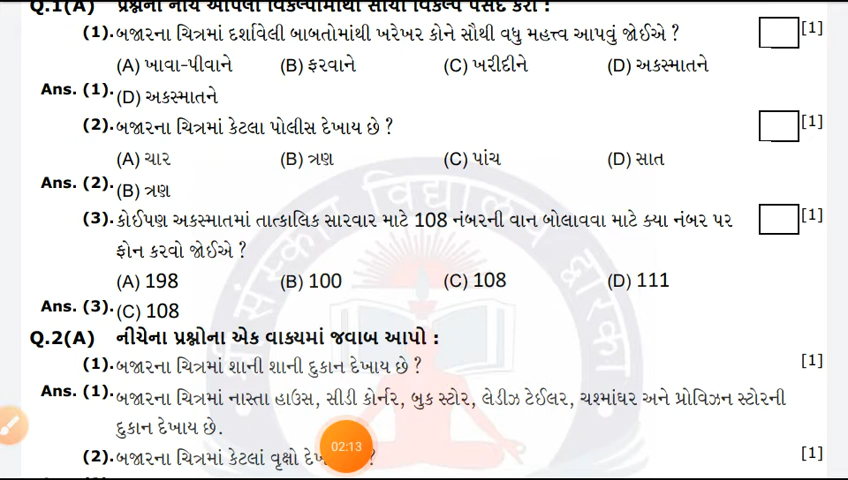 Q.1(A) પ્રશ્નની નીચે આપેલા વિકલ્પોમાંથી સાચો વિકલ્પ પસંદ કરો :
(1). બજારના ચિત્રમાં દર્શાવેલી બાબતોમાંથી ખરેખર કોને સૌથી વધુ મહત્ત્વ આપવું જોઈએ ? [1]
(A) ખાવા-પીવાને (B) ફરવાને (C) ખરીદીને (D) અકસ્માતને
Ans. (1). (D) અકસ્માતને
(2). બજારના ચિત્રમાં કેટલા પોલીસ દેખાય છે ? [1]
(A) ચાર (B) ત્રણ (C) પાંચ (D) સાત
Ans. (2). (B) ત્રણ
(3). કોઈપણ અકસ્માતમાં તાત્કાલિક સારવાર માટે 108 નંબરની વાન બોલાવવા માટે ક્યા નંબર પર [1]
ફોન કરવો જોઈએ ?
(A) 198 (B) 100 (C) 108 (D) 111
Ans. (3). (C) 108
Q.2(A) નીચેના પ્રશ્નોના એક વાક્યમાં જવાબ આપો :
(1). બજારના ચિત્રમાં શાની શાની દુકાન દેખાય છે ? [1]
Ans. (1). બજારના ચિત્રમાં નાસ્તા હાઉસ, સીડી કોર્નર, બુક સ્ટોર, લેડીઝ ટેઈલર, ચશ્માંઘર અને પ્રોવિઝન સ્ટોરની
દુકાન દેખાય છે.
02:13
(2). બજારના ચિત્રમાં કેટલાં વૃક્ષો ? [1]